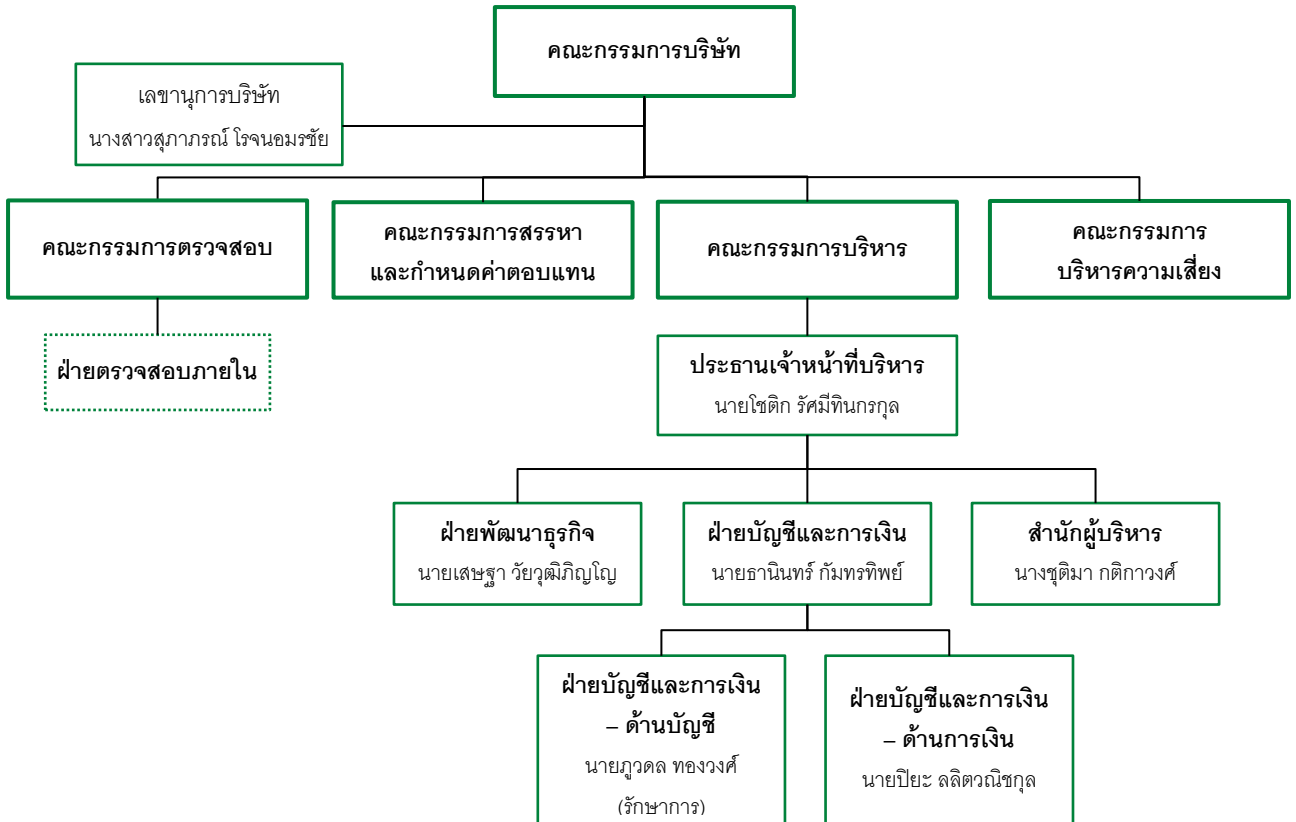 คณะกรรมการบริษัท
เลขานุการบริษัท
นางสาวสุภาภรณ์ โรจนอมรชัย
คณะกรรมการตรวจสอบ
คณะกรรมการสรรหา
และกำหนดค่าตอบแทน
คณะกรรมการบริหาร
คณะกรรมการ
บริหารความเสี่ยง
ฝ่ายตรวจสอบภายใน
ประธานเจ้าหน้าที่บริหาร
นายโชติก รัศมีทินกรกุล
ฝ่ายพัฒนาธุรกิจ
นายเสษฐา วัยวุฒิภิญโญ
ฝ่ายบัญชีและการเงิน
นายธานินทร์ กัมทรทิพย์
สำนักผู้บริหาร
นางชุติมา กติกาวงศ์
ฝ่ายบัญชีและการเงิน
– ด้านบัญชี
นายภูวดล ทองวงศ์
(รักษาการ)
ฝ่ายบัญชีและการเงิน
– ด้านการเงิน
นายปิยะ ลลิตวณิชกุล